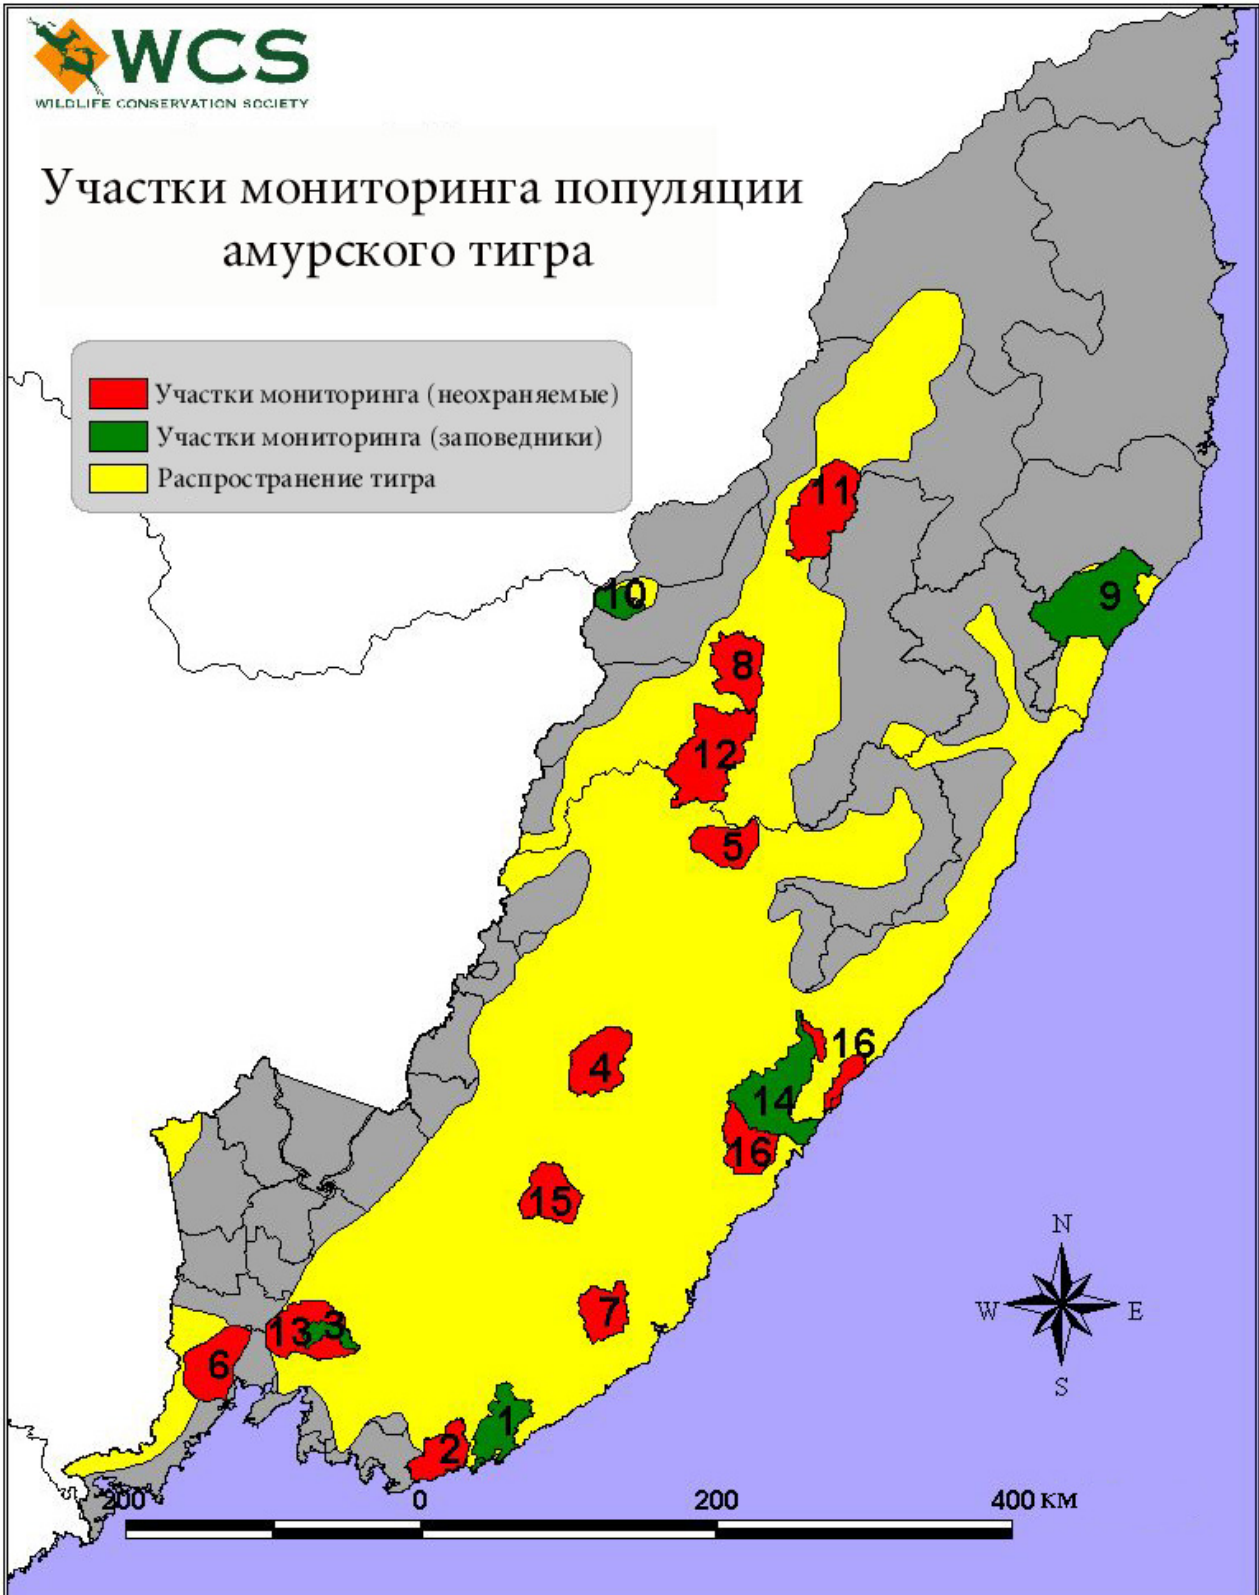 WCS
WILDLIFE CONSERVATION SOCIETY
Участки мониторинга популяции
амурского тигра
Участки мониторинга (неохраняемые)
Участки мониторинга (заповедники)
Распространение тигра
11
10
9
8
12
5
16
4
14
16
15
7
13
3
6
1
2
N
W
E
S
200
0
200
400 км